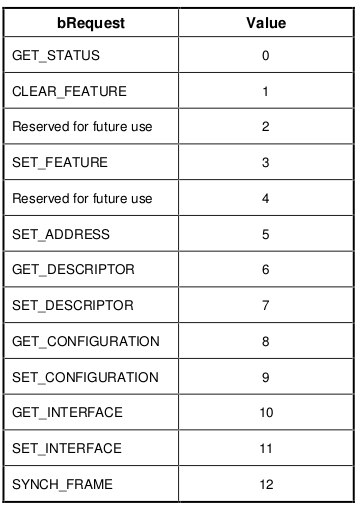 bRequest Value
GET_STATUS 0
CLEAR_FEATURE 1
Reserved for future use 2
SET_FEATURE 3
Reserved for future use 4
SET_ADDRESS 5
GET_DESCRIPTOR 6
SET_DESCRIPTOR 7
GET_CONFIGURATION 8
SET_CONFIGURATION 9
GET_INTERFACE 10
SET_INTERFACE 11
SYNCH_FRAME 12